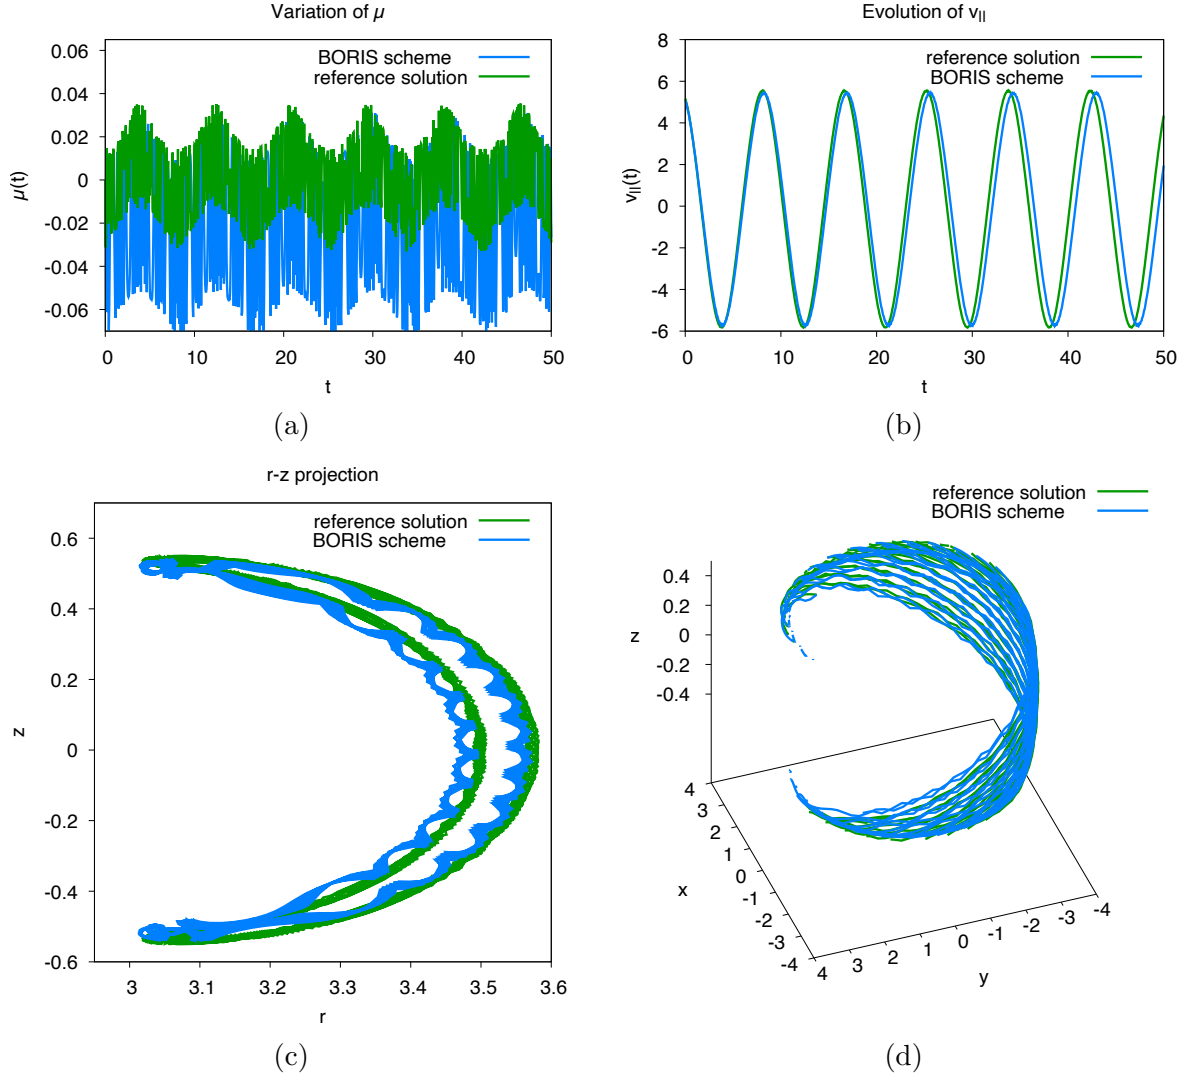 Variation of μ
BORIS scheme
reference solution
0.06
0.04
0.02
0
-0.02
-0.04
-0.06
μ(t)
0 10 20 30 40 50
t
(a)
Evolution of v||
reference solution
BORIS scheme
8
6
4
2
0
-2
-4
-6
v||(t)
0 10 20 30 40 50
t
(b)
r-z projection
reference solution
BORIS scheme
0.6
0.4
0.2
0
-0.2
-0.4
-0.6
z
3 3.1 3.2 3.3 3.4 3.5 3.6
r
(c)
reference solution
BORIS scheme
0.4
0.2
0
-0.2
-0.4
z
4
3
2
1
0
-1
-2
-3
-4
x
4 3 2 1 0 -1 -2 -3 -4
y
(d)